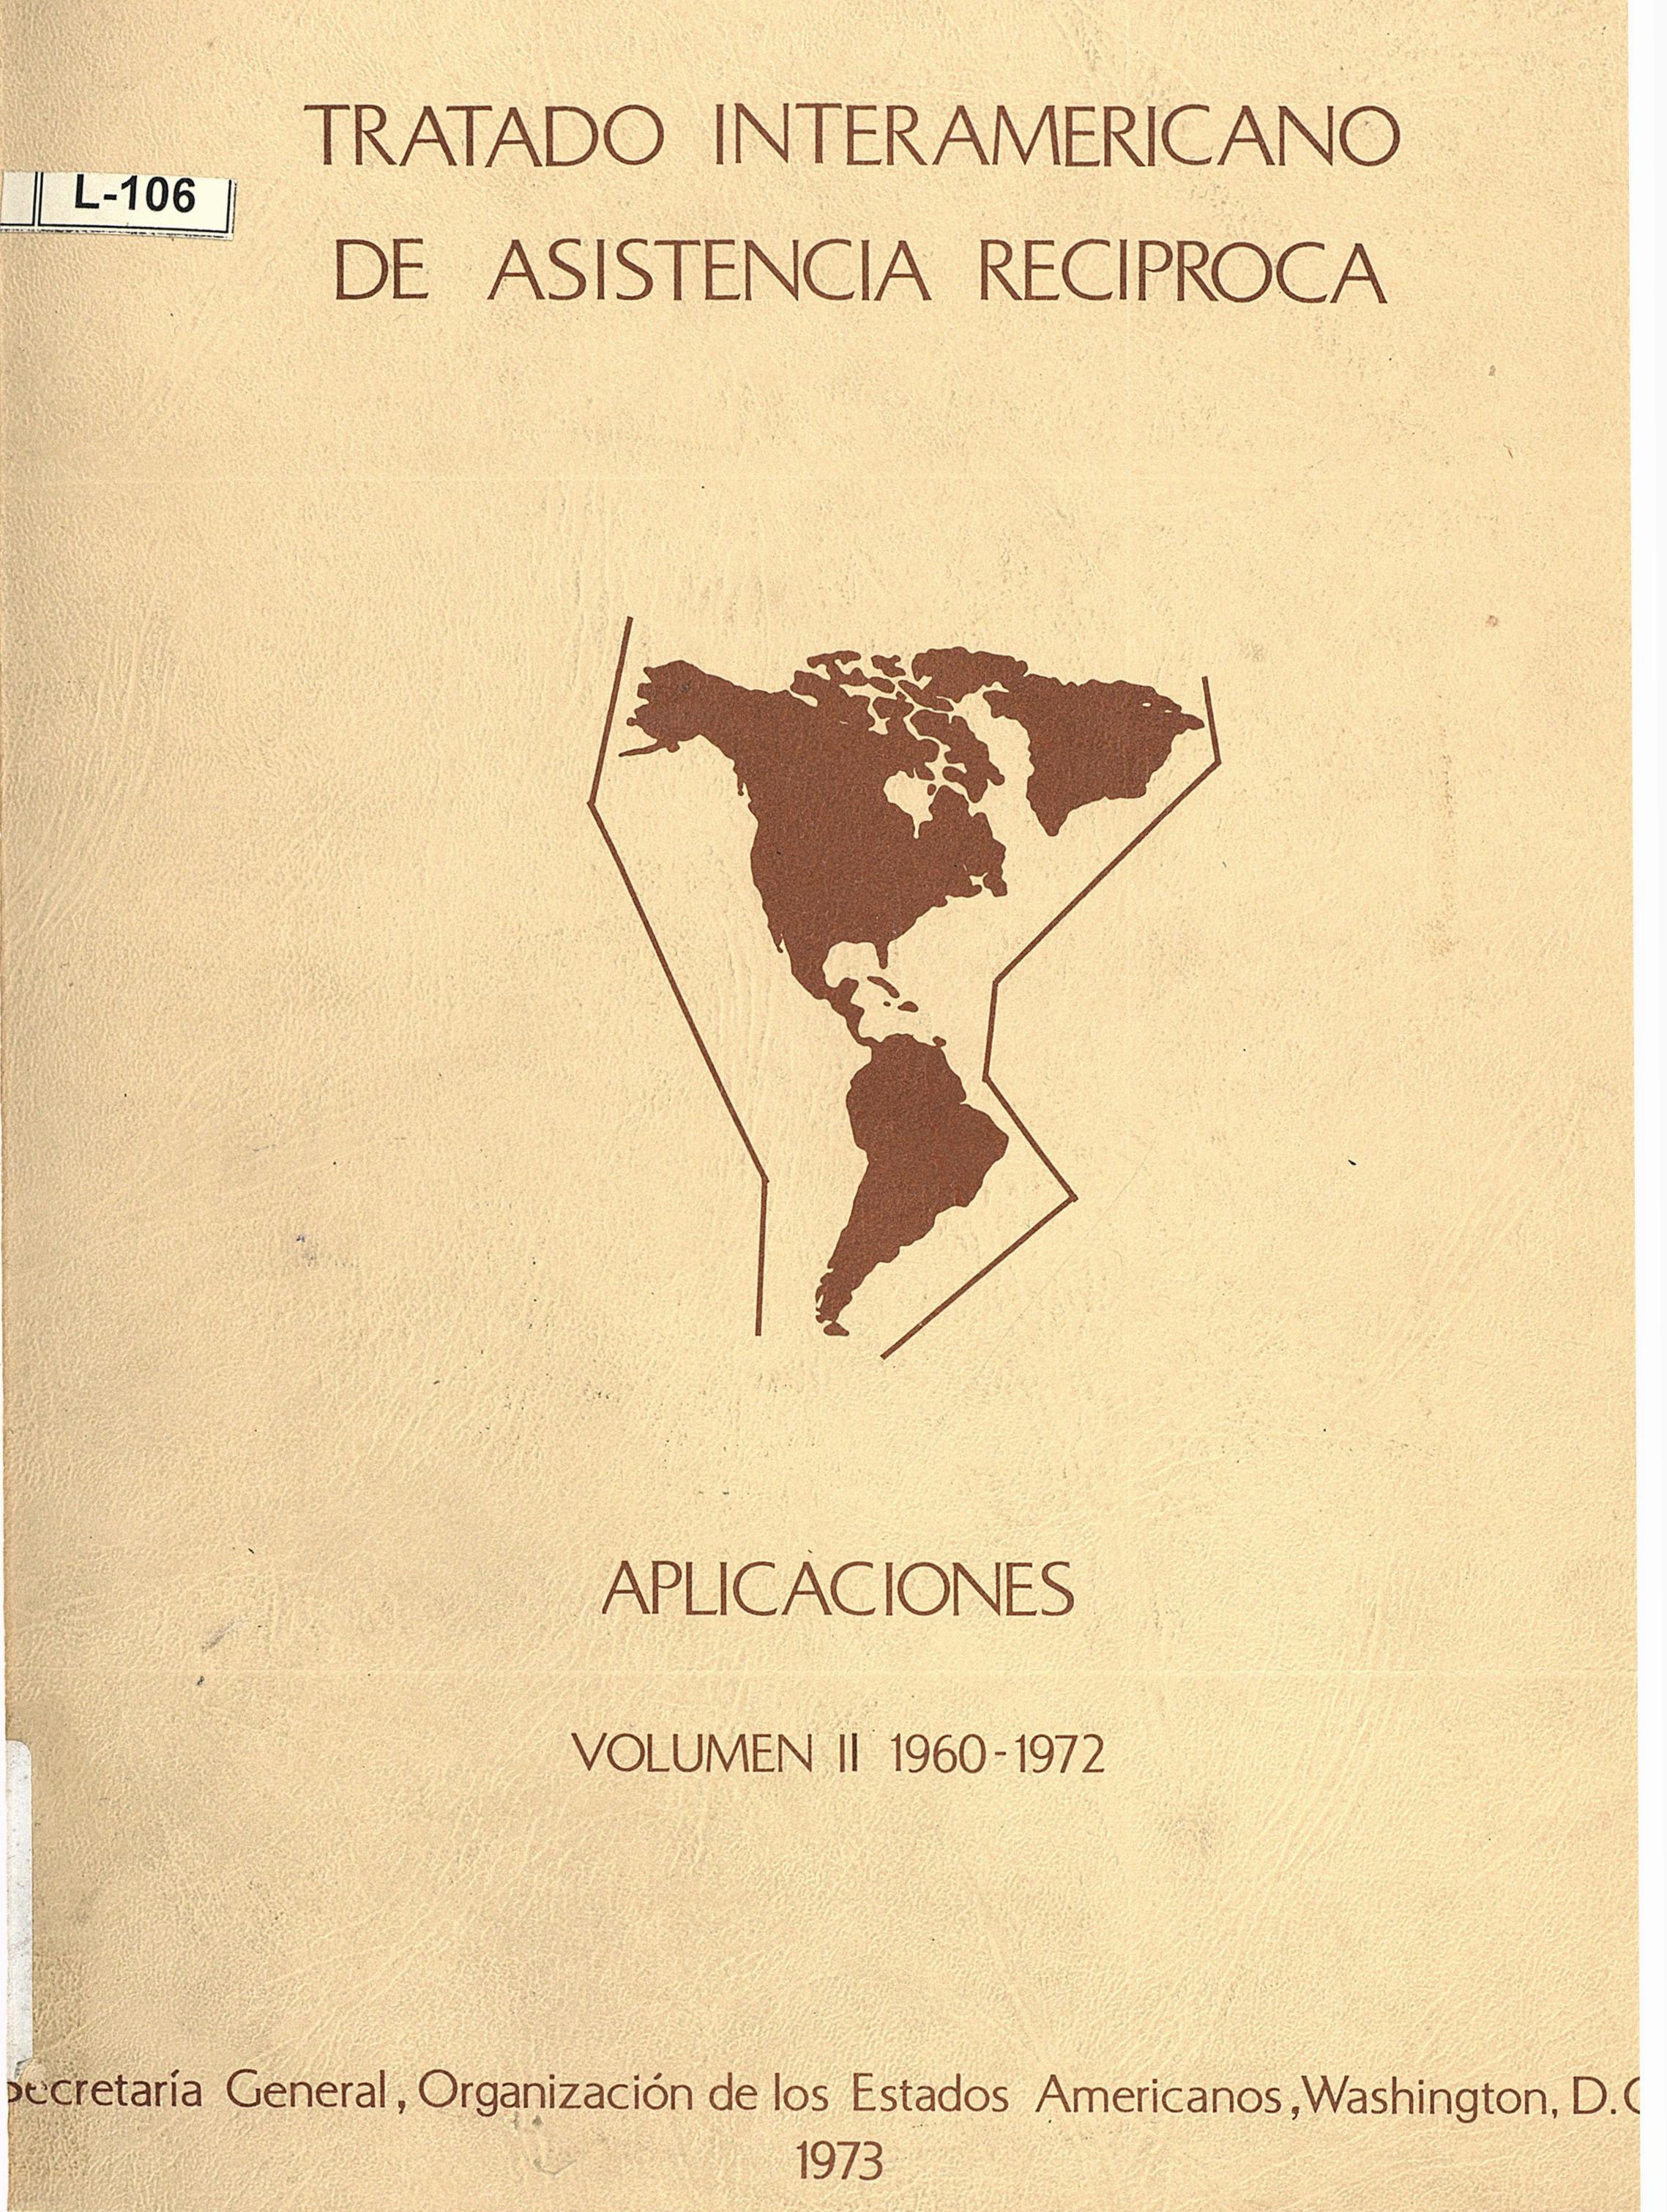 TRATADO INTERAMERICANO
L-106
DE ASISTENCIA RECIPROCA
APLICACIONES
VOLUMEN II 1960-1972
Secretaría General, Organización de los Estados Americanos, Washington, D.C
1973